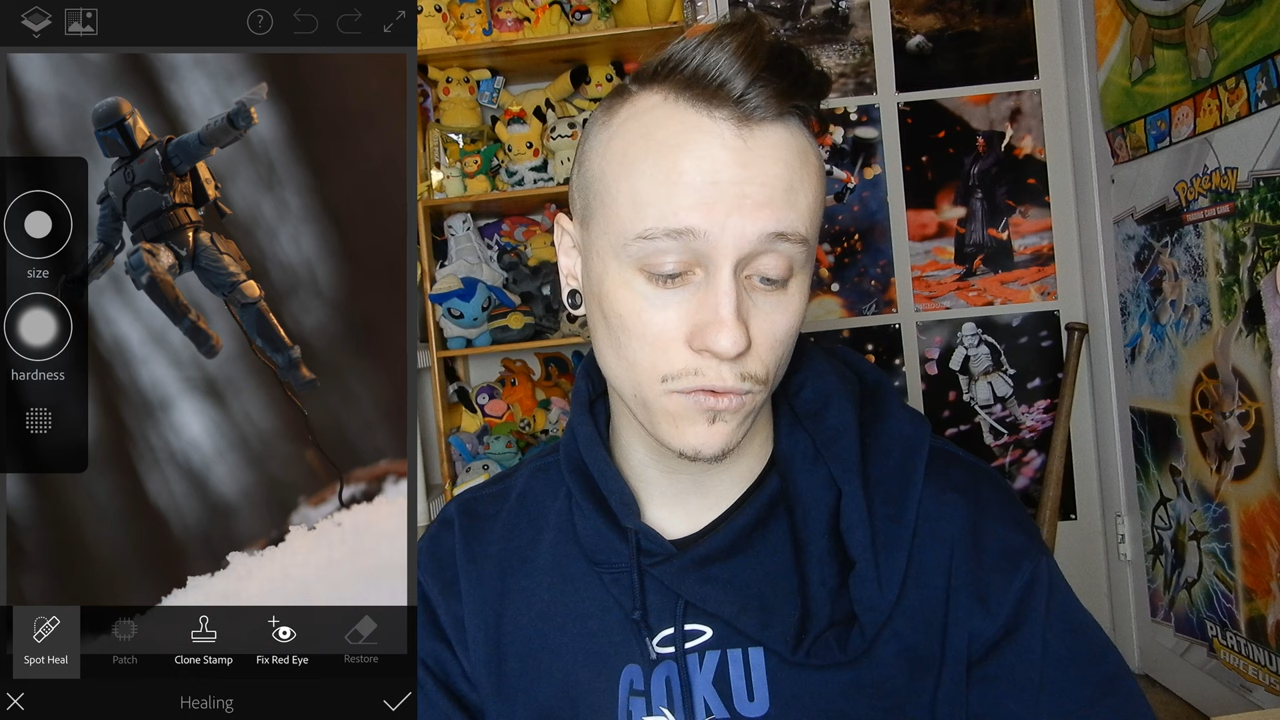 ?
size
hardness
Spot Heal
Patch
Clone Stamp
Fix Red Eye
Restore
Healing
GOKU
POKÉMON
TRADING CARD GAME
PLATINUM
ARCEUS